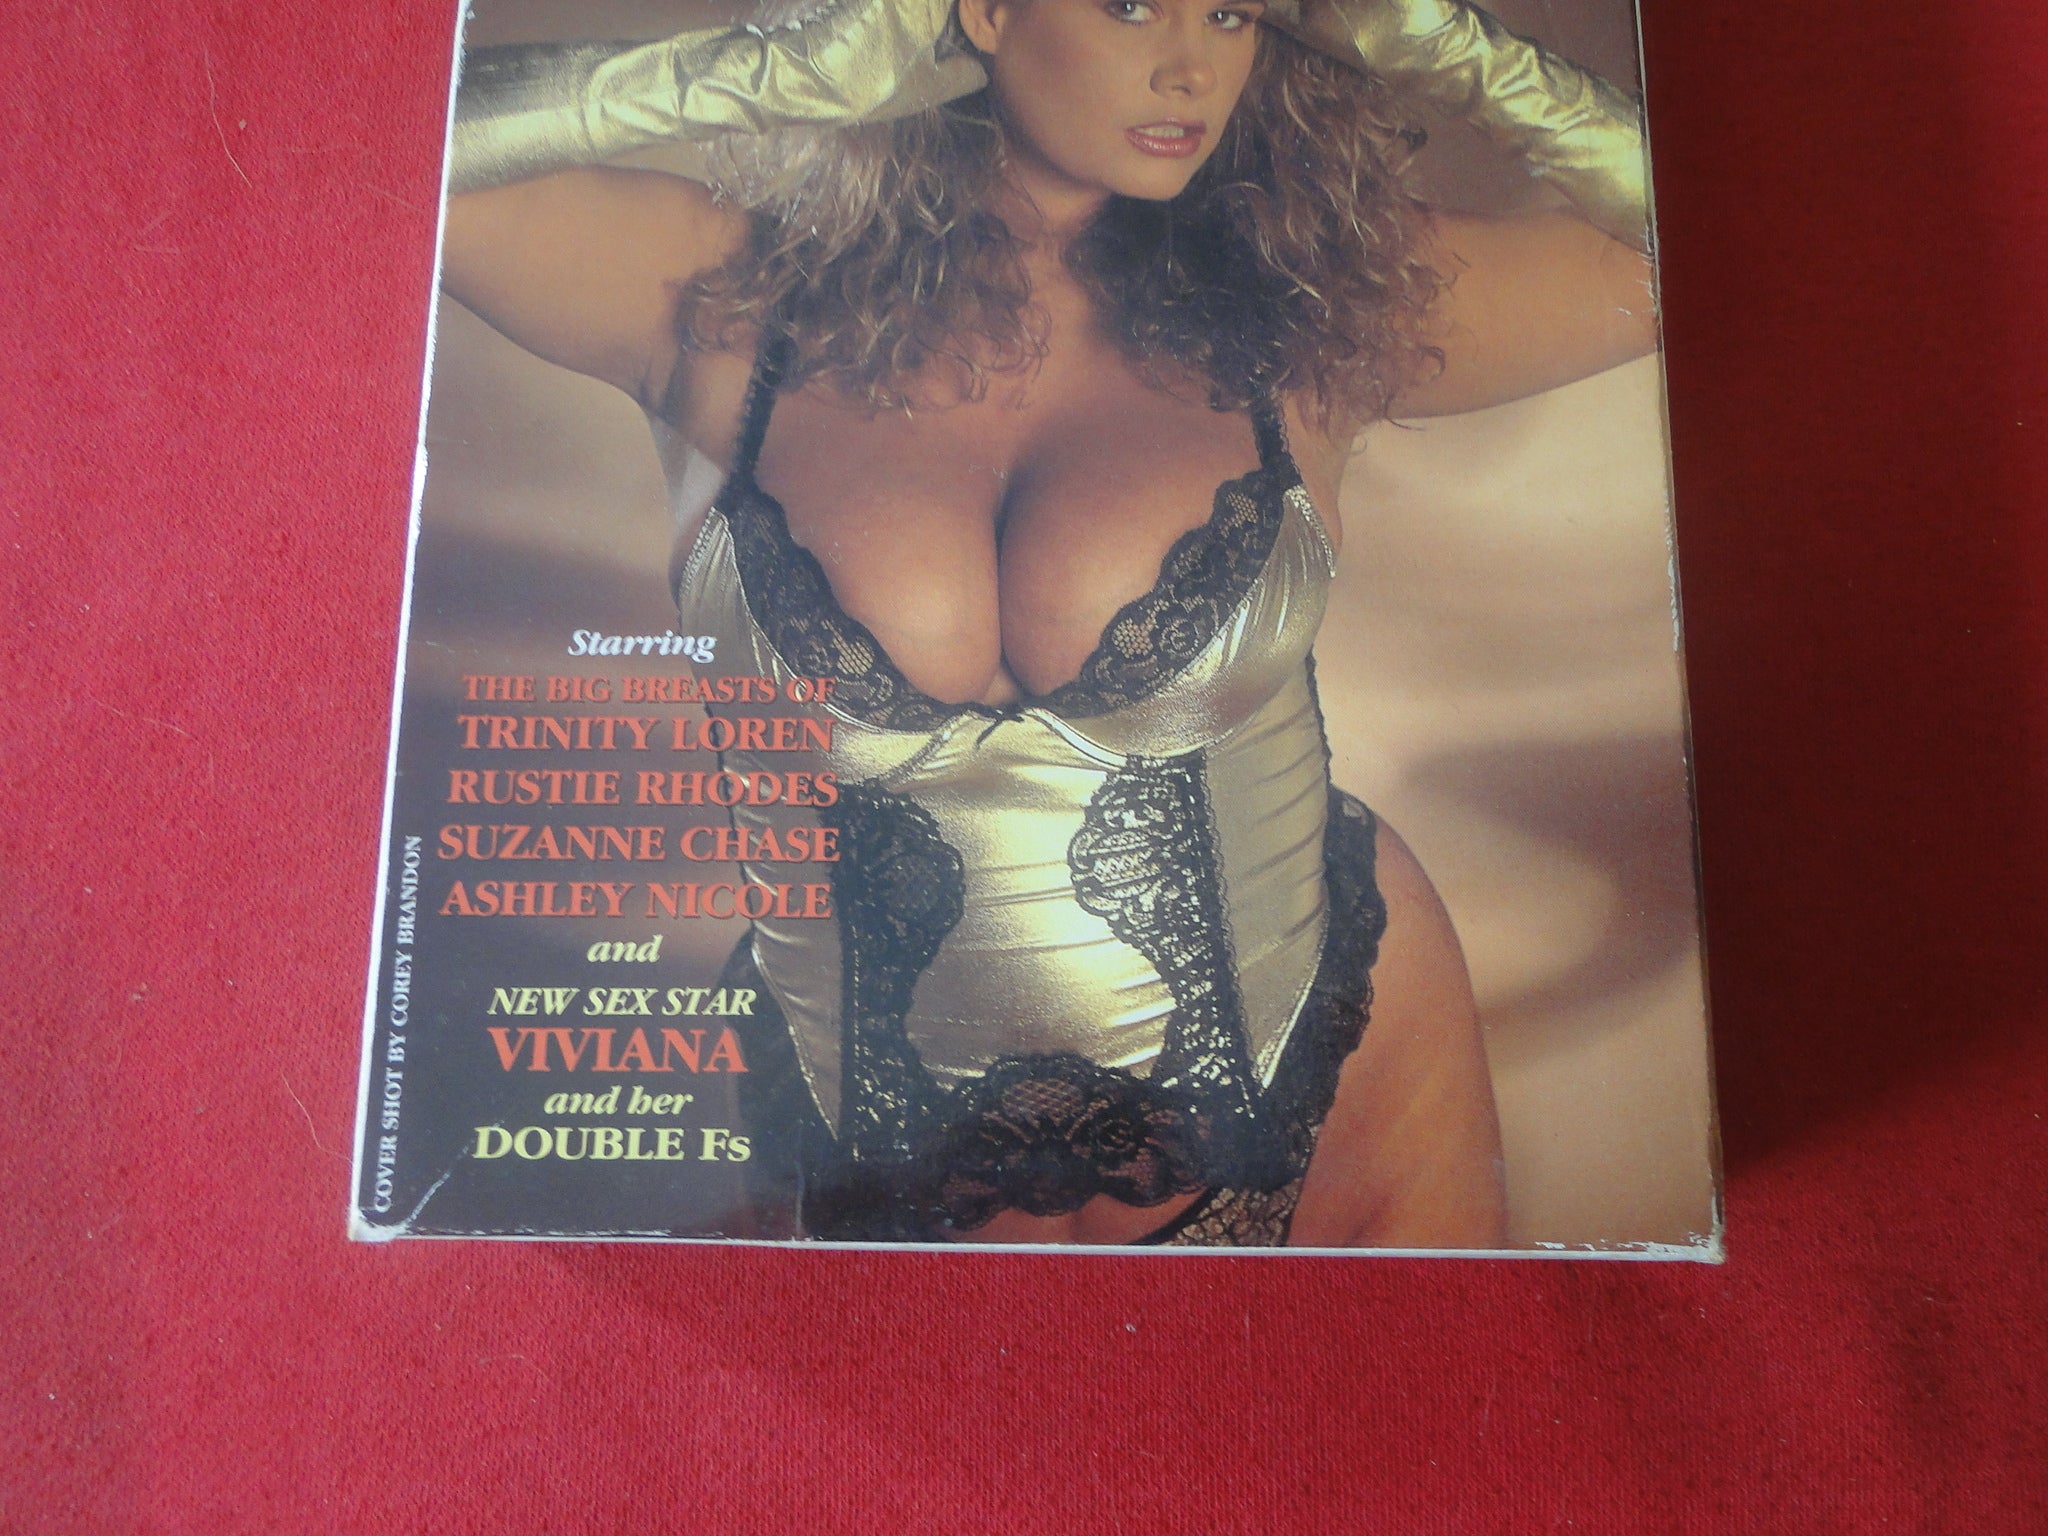 Starring
THE BIG BREASTS OF
TRINITY LOREN
RUSTIE RHODES
SUZANNE CHASE
ASHLEY NICOLE
and
NEW SEX STAR
VIVIANA
and her
DOUBLE Fs
COVER SHOT BY COREY BRANDON